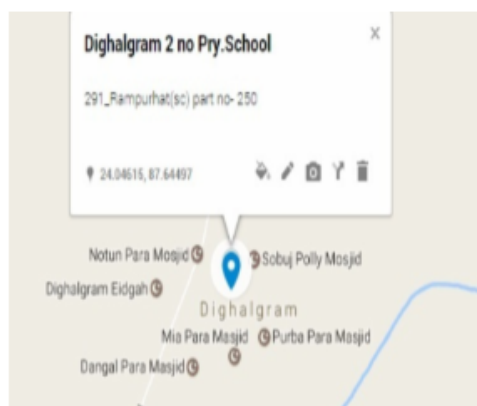 Dighalgram 2 no Pry.School
×
291_Rampurhat(sc) part no- 250
24.04616, 87.64497
Notun Para Masjid
Sobuj Polly Mosjid
Dighalgram Eidgah
Dighalgram
Mia Para Masjid
Purba Para Masjid
Dangal Para Masjid